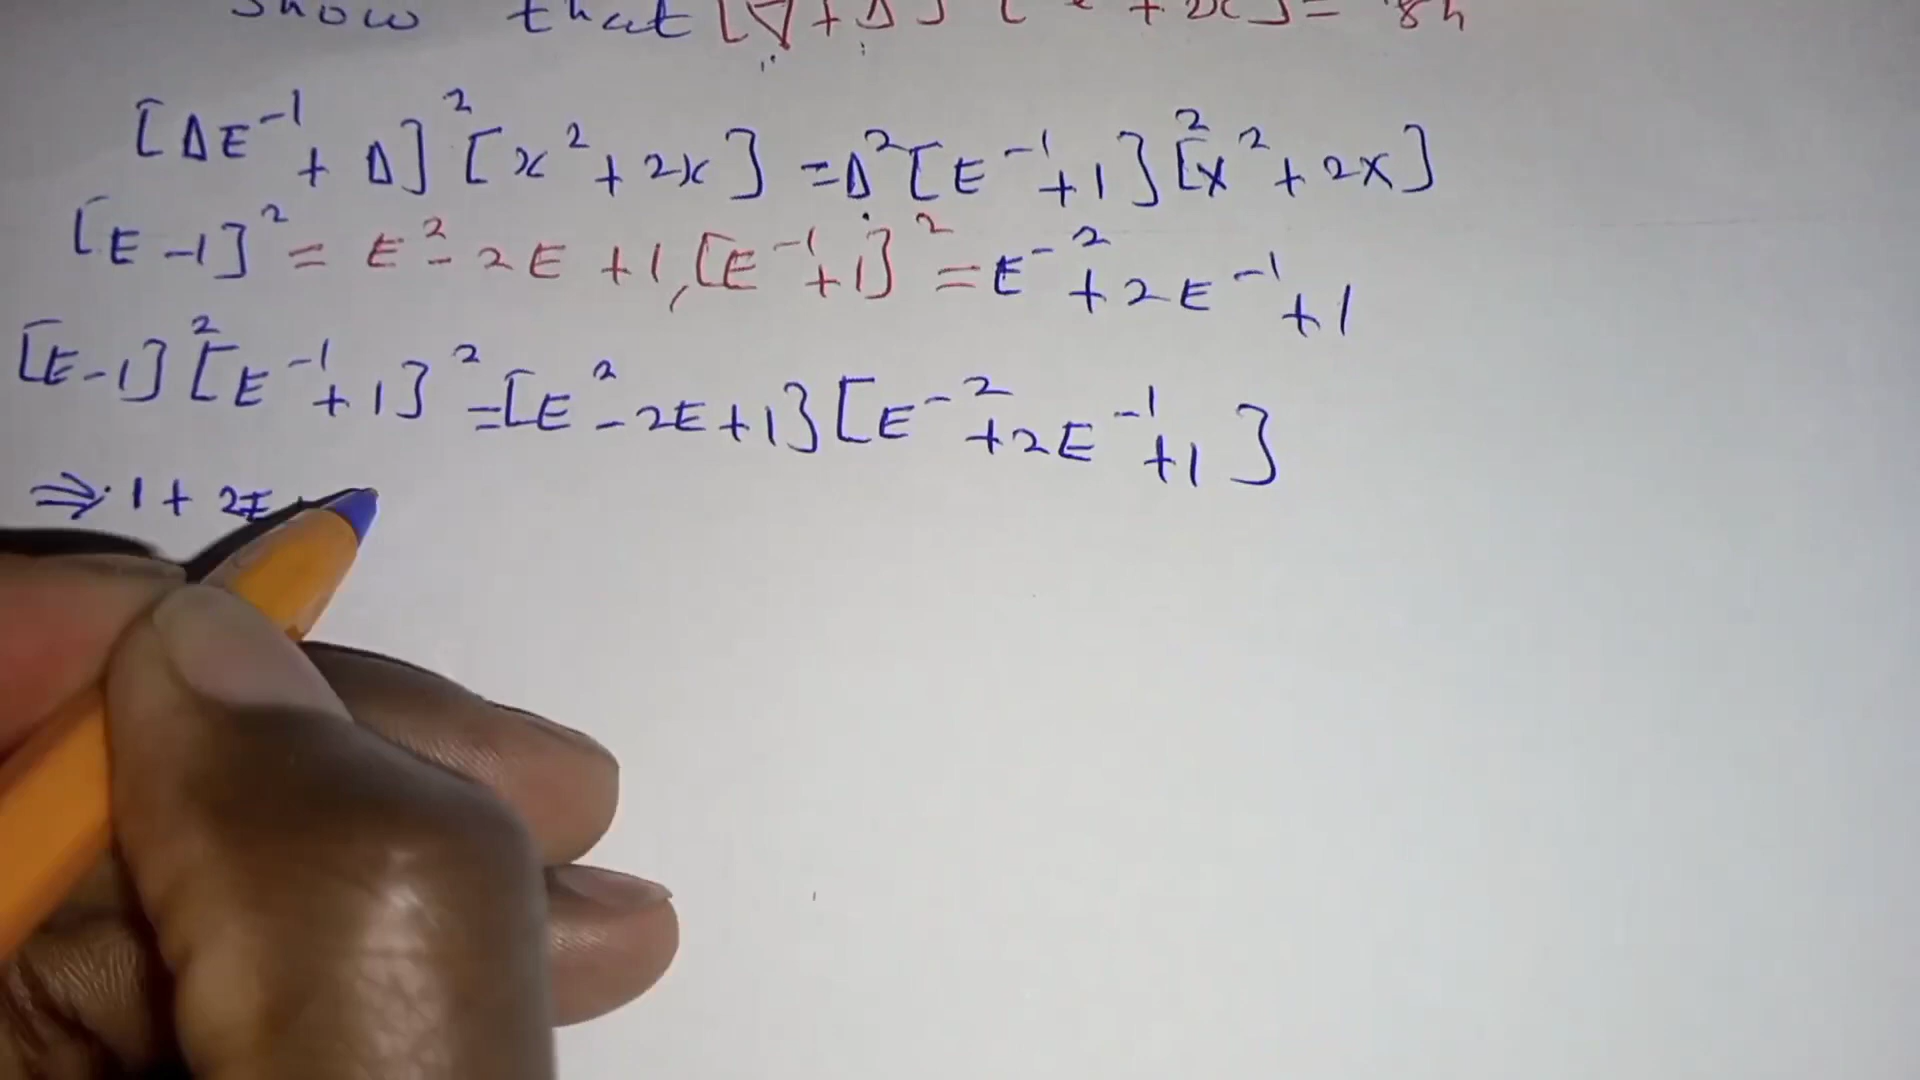 Show that [∇+Δ] [ + 2x] = 8h
[ΔE⁻¹ + Δ]² [x² + 2x] = Δ² [E⁻¹ + 1]² [x² + 2x]
[E - 1]² = E² - 2E + 1, [E⁻¹ + 1]² = E⁻² + 2E⁻¹ + 1
[E - 1]² [E⁻¹ + 1]² = [E² - 2E + 1] [E⁻² + 2E⁻¹ + 1]
⇒ 1 + 2E